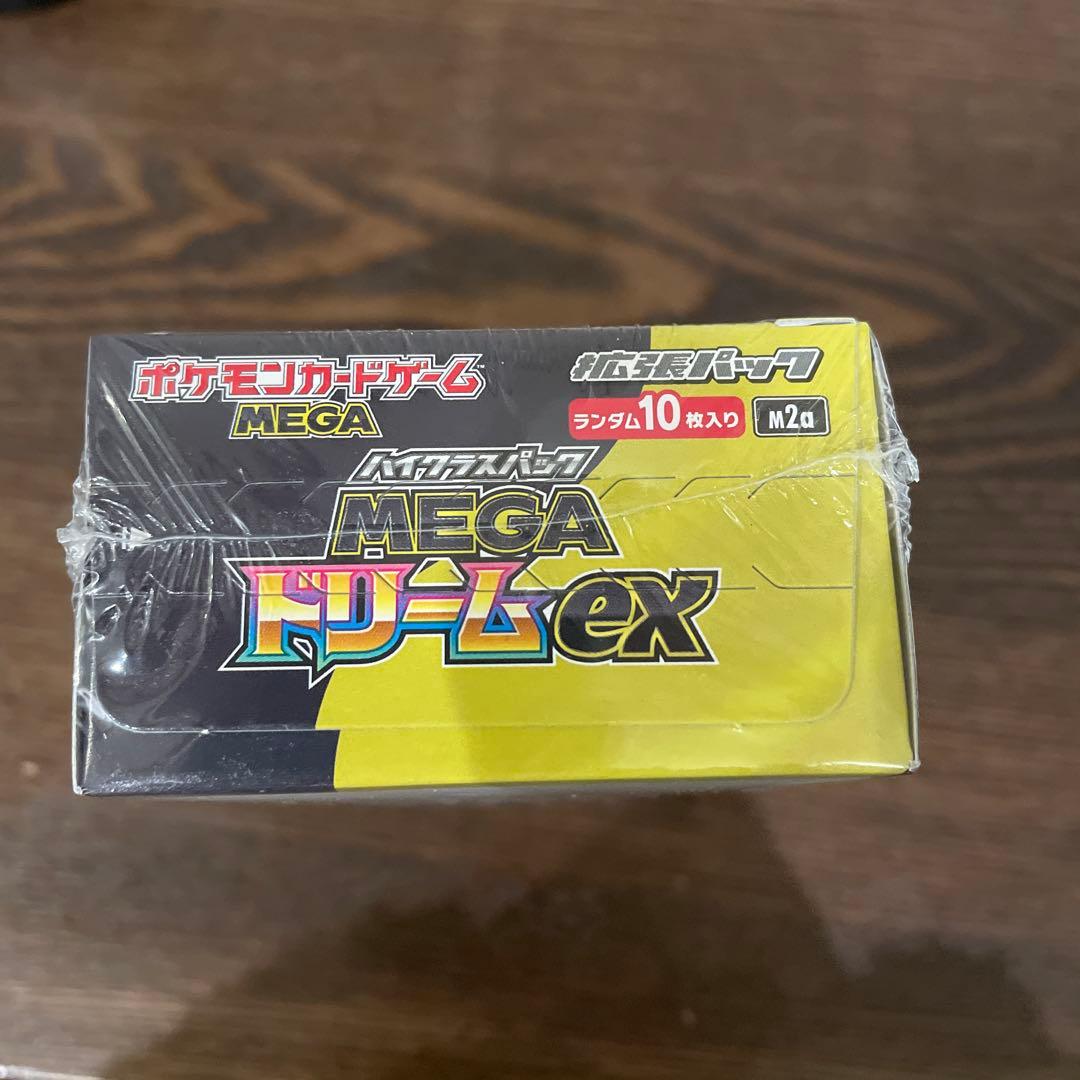 ポケモンカードゲーム™
MEGA
拡張パック
ランダム10枚入り M2a
ハイクラスパック
MEGA
ドリームex